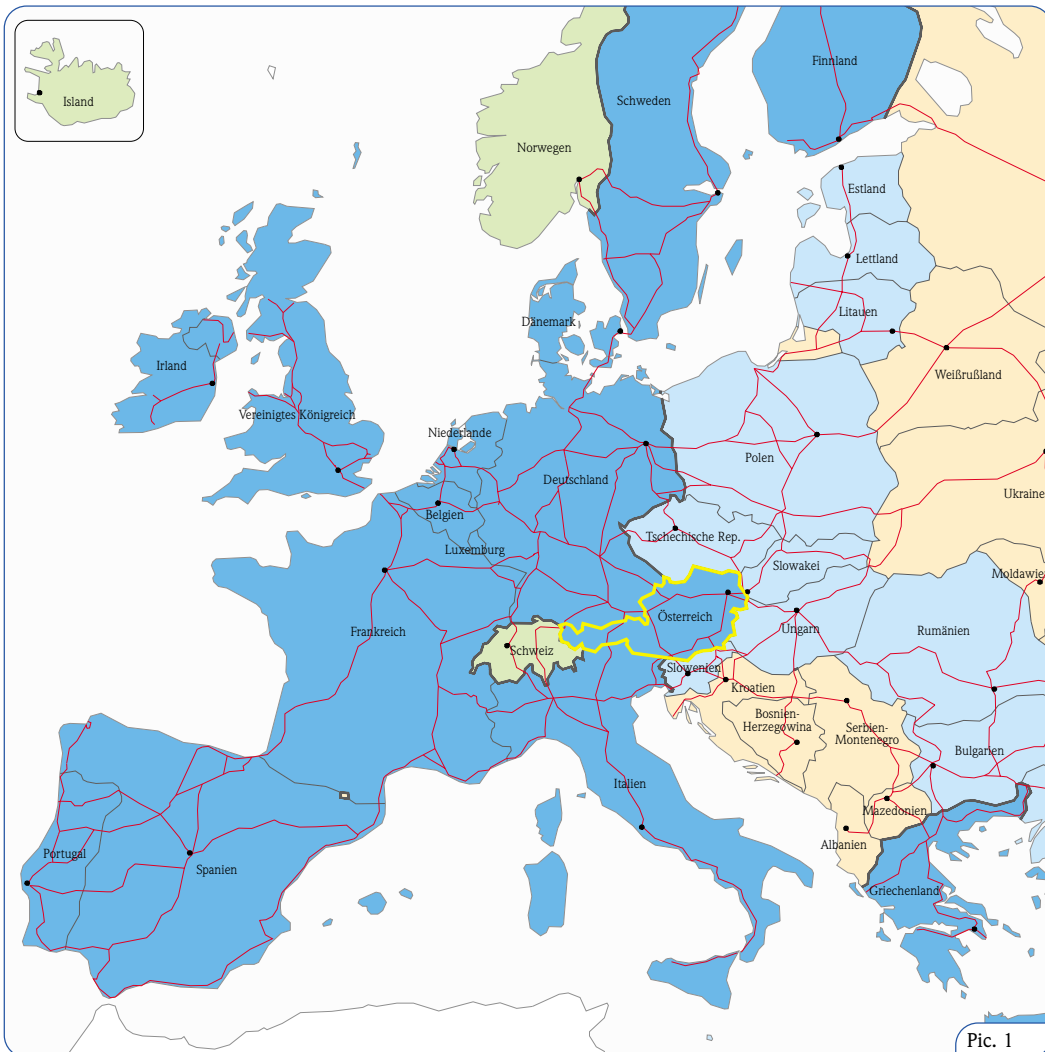 Island
Finnland
Schweden
Norwegen
Estland
Lettland
Litauen
Dänemark
Irland
Weißrußland
Vereinigtes Königreich
Niederlande
Polen
Deutschland
Ukraine
Belgien
Tschechische Rep.
Luxemburg
Slowakei
Moldawien
Österreich
Frankreich
Ungarn
Rumänien
Schweiz
Slowenien
Kroatien
Bosnien-
Herzegowina
Serbien-
Montenegro
Bulgarien
Italien
Mazedonien
Albanien
Portugal
Spanien
Griechenland
Pic. 1